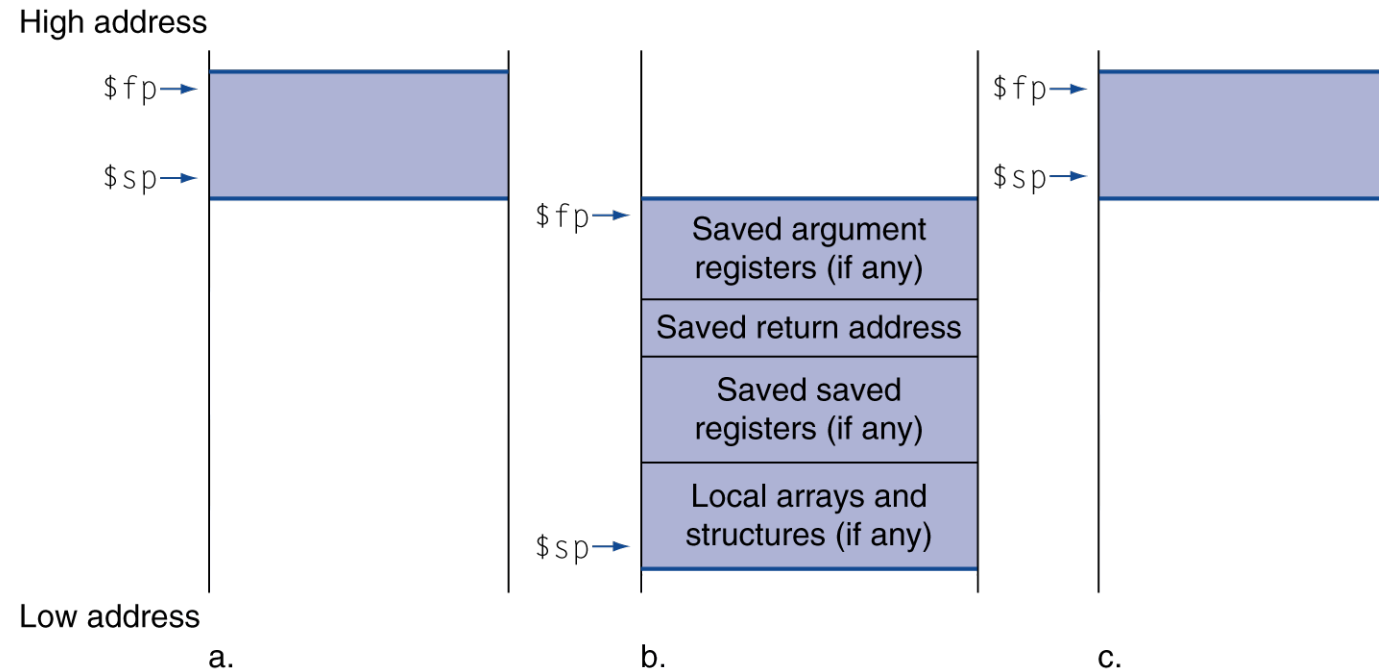 High address
$fp
$sp
$fp
$sp
$fp
Saved argument
registers (if any)
Saved return address
Saved saved
registers (if any)
Local arrays and
structures (if any)
$sp
Low address
a.
b.
c.